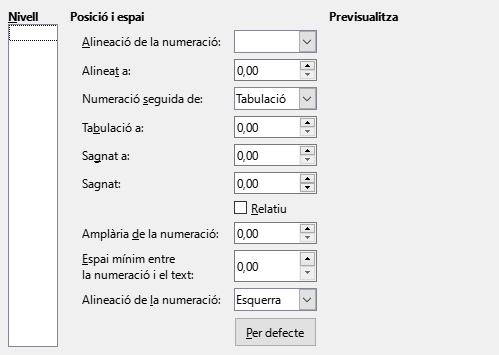 Nivell
Posició i espai
Previsualitza
Alineació de la numeració:
Alineat a:
0,00
Numeració seguida de:
Tabulació
Tabulació a:
0,00
Sagnat a:
0,00
Sagnat:
0,00
Relatiu
Amplària de la numeració:
0,00
Espai mínim entre
la numeració i el text:
0,00
Alineació de la numeració:
Esquerra
Per defecte